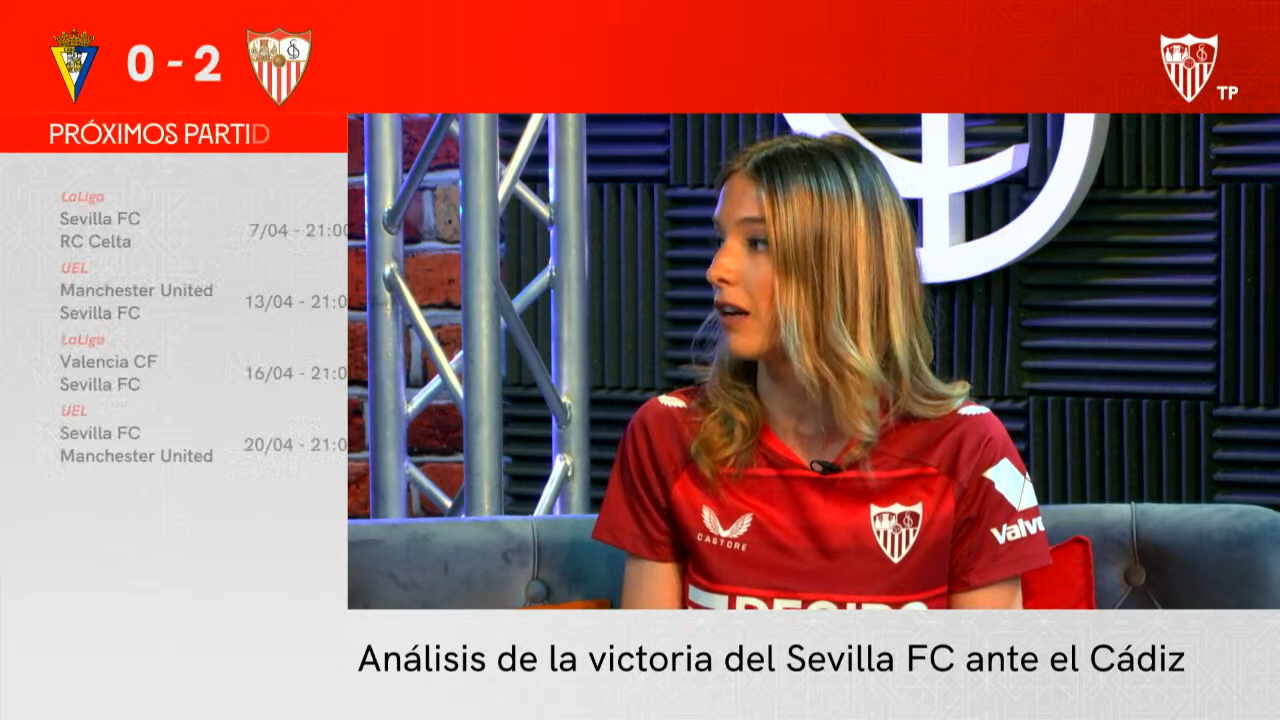 0 - 2
TP
PRÓXIMOS PARTID
LaLiga
Sevilla FC
RC Celta
7/04 - 21:00
UEL
Manchester United
Sevilla FC
13/04 - 21:0
LaLiga
Valencia CF
Sevilla FC
16/04 - 21:0
UEL
Sevilla FC
Manchester United
20/04 - 21:0
CASTORE
Valvo
Análisis de la victoria del Sevilla FC ante el Cádiz